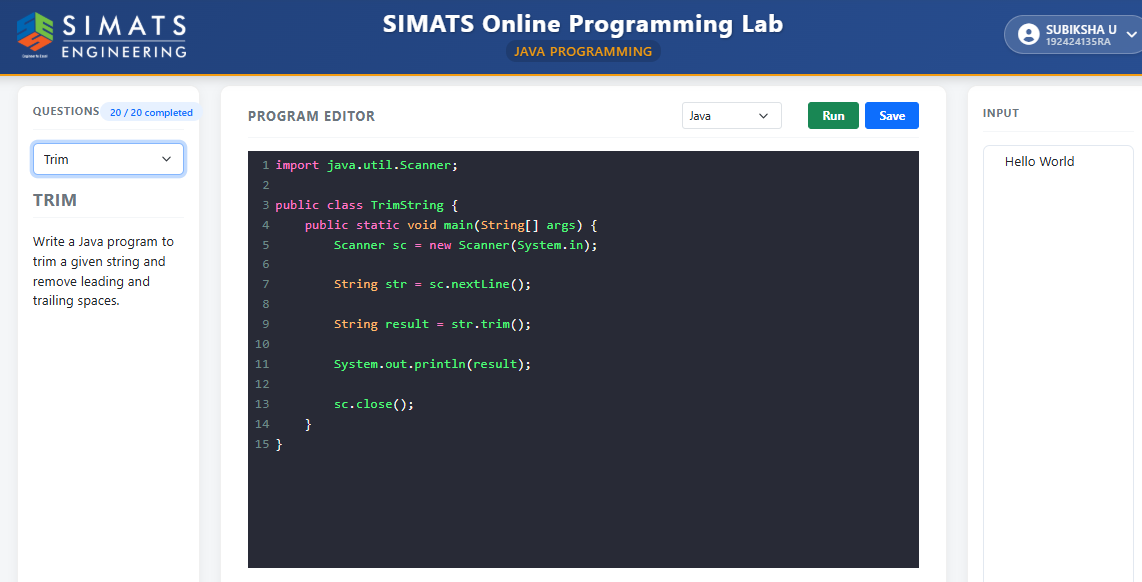 SIMATS
ENGINEERING
SIMATS Online Programming Lab
JAVA PROGRAMMING
SUBIKSHA U
192424135RA
QUESTIONS
20 / 20 completed
Trim
TRIM
Write a Java program to
trim a given string and
remove leading and
trailing spaces.
PROGRAM EDITOR
Java
Run
Save
1 import java.util.Scanner;
2
3 public class TrimString {
4     public static void main(String[] args) {
5         Scanner sc = new Scanner(System.in);
6
7         String str = sc.nextLine();
8
9         String result = str.trim();
10
11         System.out.println(result);
12
13         sc.close();
14     }
15 }
INPUT
Hello World